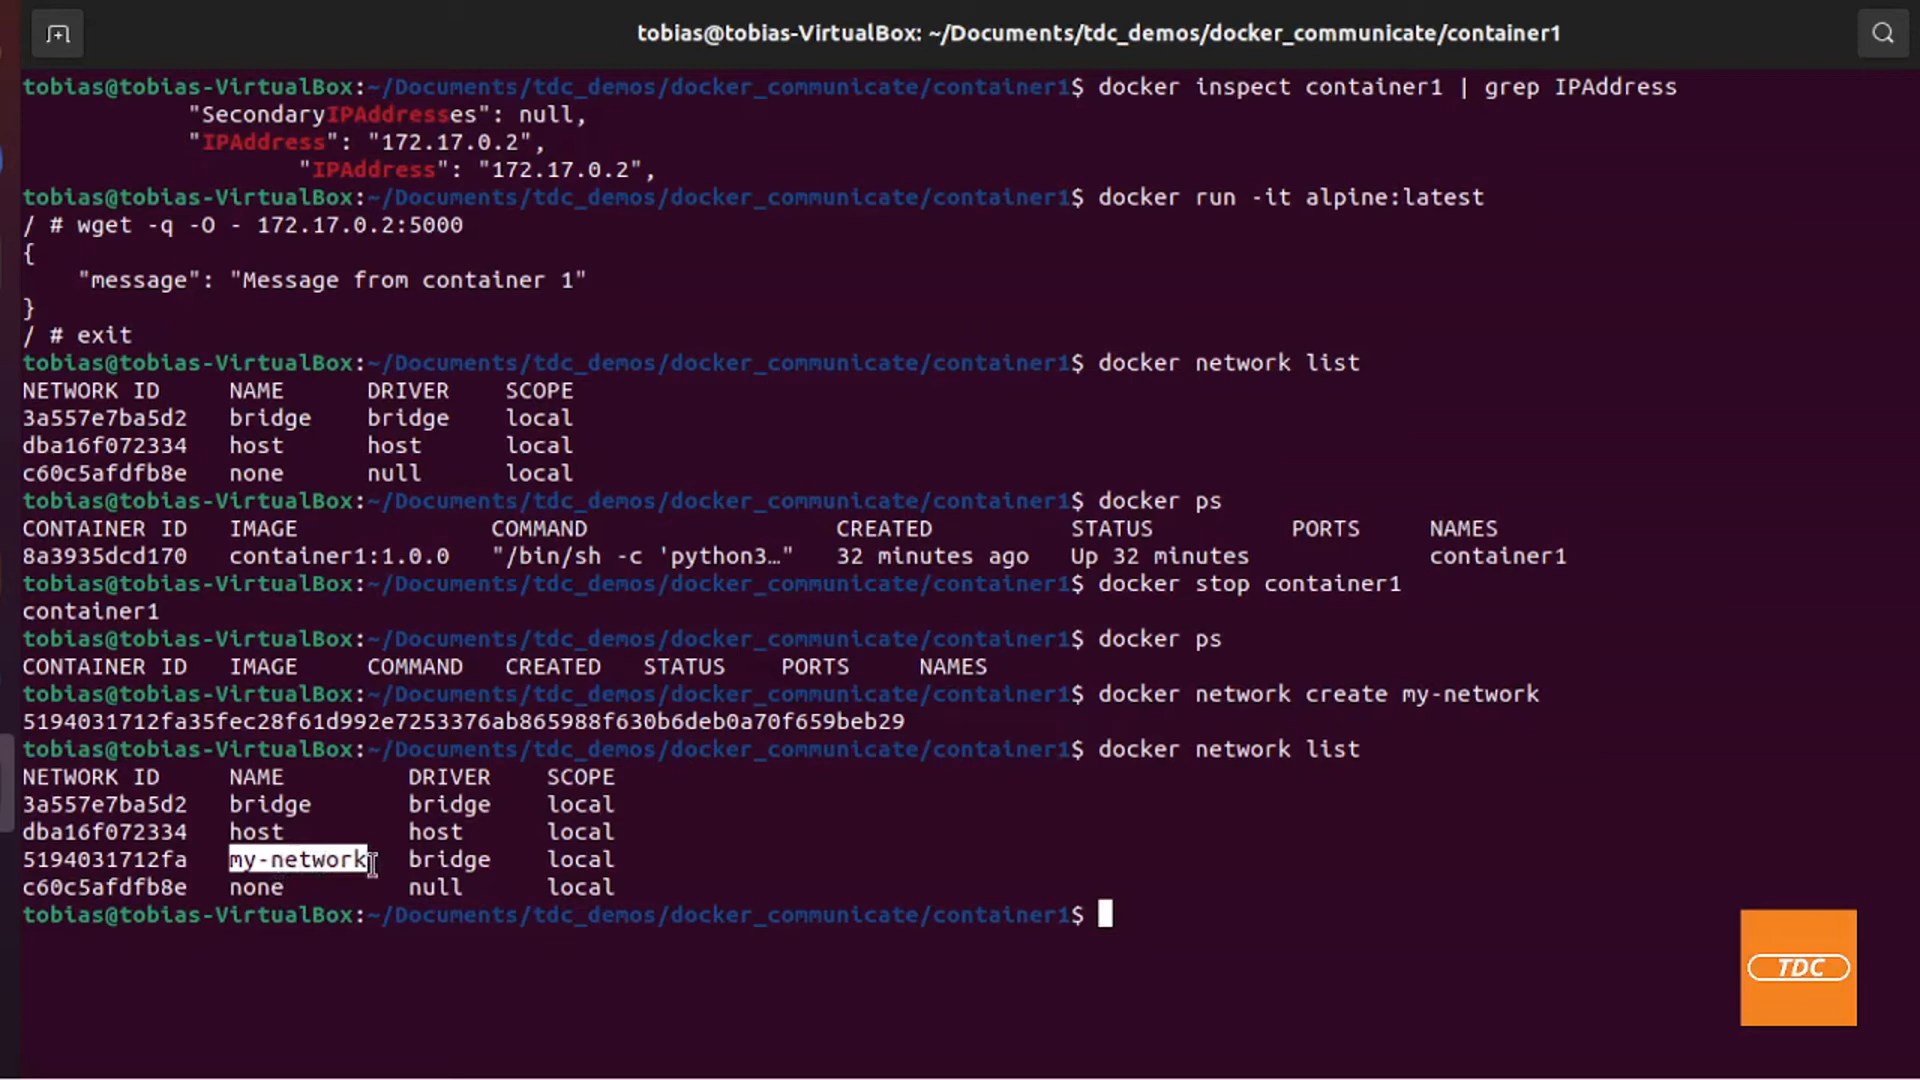 tobias@tobias-VirtualBox: ~/Documents/tdc_demos/docker_communicate/container1
tobias@tobias-VirtualBox:~/Documents/tdc_demos/docker_communicate/container1$ docker inspect container1 | grep IPAddress
"SecondaryIPAddresses": null,
"IPAddress": "172.17.0.2",
"IPAddress": "172.17.0.2",
tobias@tobias-VirtualBox:~/Documents/tdc_demos/docker_communicate/container1$ docker run -it alpine:latest
/ # wget -q -O - 172.17.0.2:5000
{
"message": "Message from container 1"
}
/ # exit
tobias@tobias-VirtualBox:~/Documents/tdc_demos/docker_communicate/container1$ docker network list
NETWORK ID NAME DRIVER SCOPE
3a557e7ba5d2 bridge bridge local
dba16f072334 host host local
c60c5afdfb8e none null local
tobias@tobias-VirtualBox:~/Documents/tdc_demos/docker_communicate/container1$ docker ps
CONTAINER ID IMAGE COMMAND CREATED STATUS PORTS NAMES
8a3935dcd170 container1:1.0.0 "/bin/sh -c 'python3…" 32 minutes ago Up 32 minutes container1
tobias@tobias-VirtualBox:~/Documents/tdc_demos/docker_communicate/container1$ docker stop container1
container1
tobias@tobias-VirtualBox:~/Documents/tdc_demos/docker_communicate/container1$ docker ps
CONTAINER ID IMAGE COMMAND CREATED STATUS PORTS NAMES
tobias@tobias-VirtualBox:~/Documents/tdc_demos/docker_communicate/container1$ docker network create my-network
5194031712fa35fec28f61d992e7253376ab865988f630b6deb0a70f659beb29
tobias@tobias-VirtualBox:~/Documents/tdc_demos/docker_communicate/container1$ docker network list
NETWORK ID NAME DRIVER SCOPE
3a557e7ba5d2 bridge bridge local
dba16f072334 host host local
5194031712fa my-network bridge local
c60c5afdfb8e none null local
tobias@tobias-VirtualBox:~/Documents/tdc_demos/docker_communicate/container1$
TDC